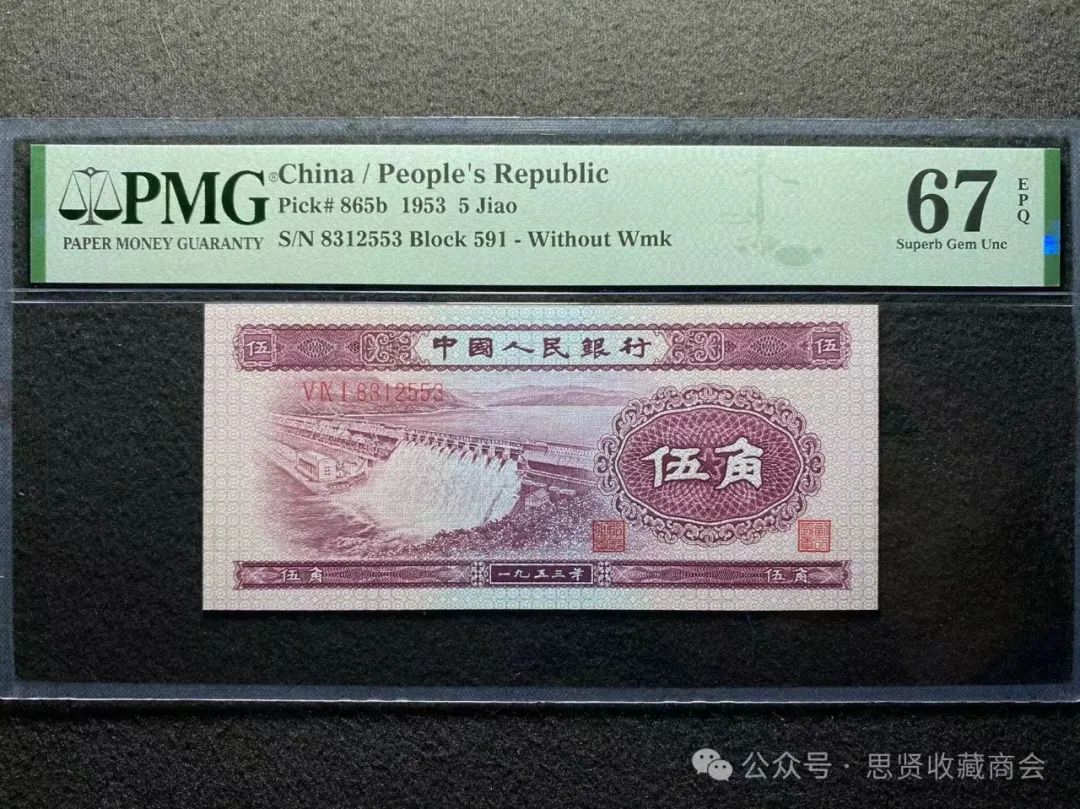 PMG®
PAPER MONEY GUARANTY
China / People's Republic
Pick# 865b 1953 5 Jiao
S/N 8312553 Block 591 - Without Wmk
67
EPQ
Superb Gem Unc
伍 中國人民銀行 伍
VIX I 8312553
伍角
伍角 一九五三年 伍角
公众号 · 思贤收藏商会